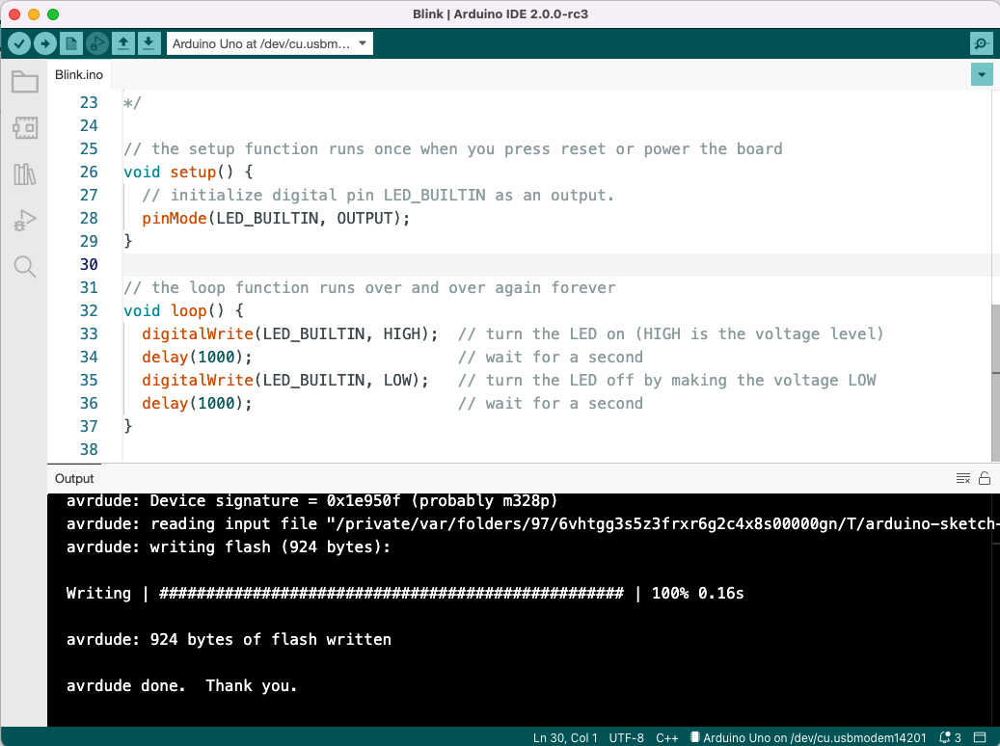 Blink | Arduino IDE 2.0.0-rc3
Arduino Uno at /dev/cu.usbm...
Blink.ino
23 */
24
25 // the setup function runs once when you press reset or power the board
26 void setup() {
27   // initialize digital pin LED_BUILTIN as an output.
28   pinMode(LED_BUILTIN, OUTPUT);
29 }
30
31 // the loop function runs over and over again forever
32 void loop() {
33   digitalWrite(LED_BUILTIN, HIGH);  // turn the LED on (HIGH is the voltage level)
34   delay(1000);                      // wait for a second
35   digitalWrite(LED_BUILTIN, LOW);   // turn the LED off by making the voltage LOW
36   delay(1000);                      // wait for a second
37 }
38
Output
avrdude: Device signature = 0x1e950f (probably m328p)
avrdude: reading input file "/private/var/folders/97/6vhtgg3s5z3frxr6g2c4x8s00000gn/T/arduino-sketch-
avrdude: writing flash (924 bytes):
Writing | ################################################## | 100% 0.16s
avrdude: 924 bytes of flash written
avrdude done.  Thank you.
Ln 30, Col 1 UTF-8 C++ Arduino Uno on /dev/cu.usbmodem14201 3